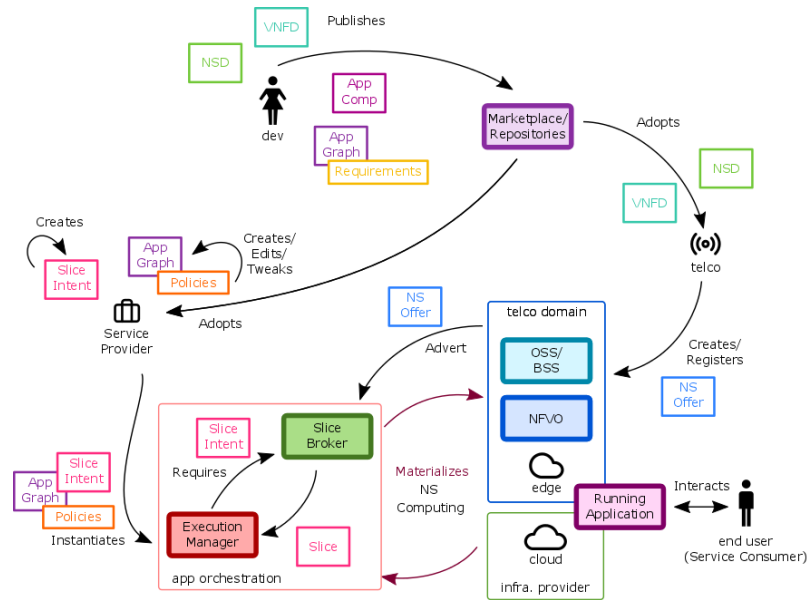 VNFD
Publishes
NSD
App
Comp
dev
Marketplace/
Repositories
Adopts
App
Graph
Requirements
NSD
VNFD
Creates
Slice
Intent
App
Graph
Policies
Creates/
Edits/
Tweaks
telco
Service
Provider
Adopts
NS
Offer
Advert
telco domain
OSS/
BSS
NFVO
edge
Creates/
Registers
NS
Offer
Slice
Intent
Slice
Broker
Requires
Execution
Manager
Slice
app orchestration
App
Graph
Slice
Intent
Policies
Instantiates
Materializes
NS
Computing
Running
Application
Interacts
end user
(Service Consumer)
cloud
infra. provider